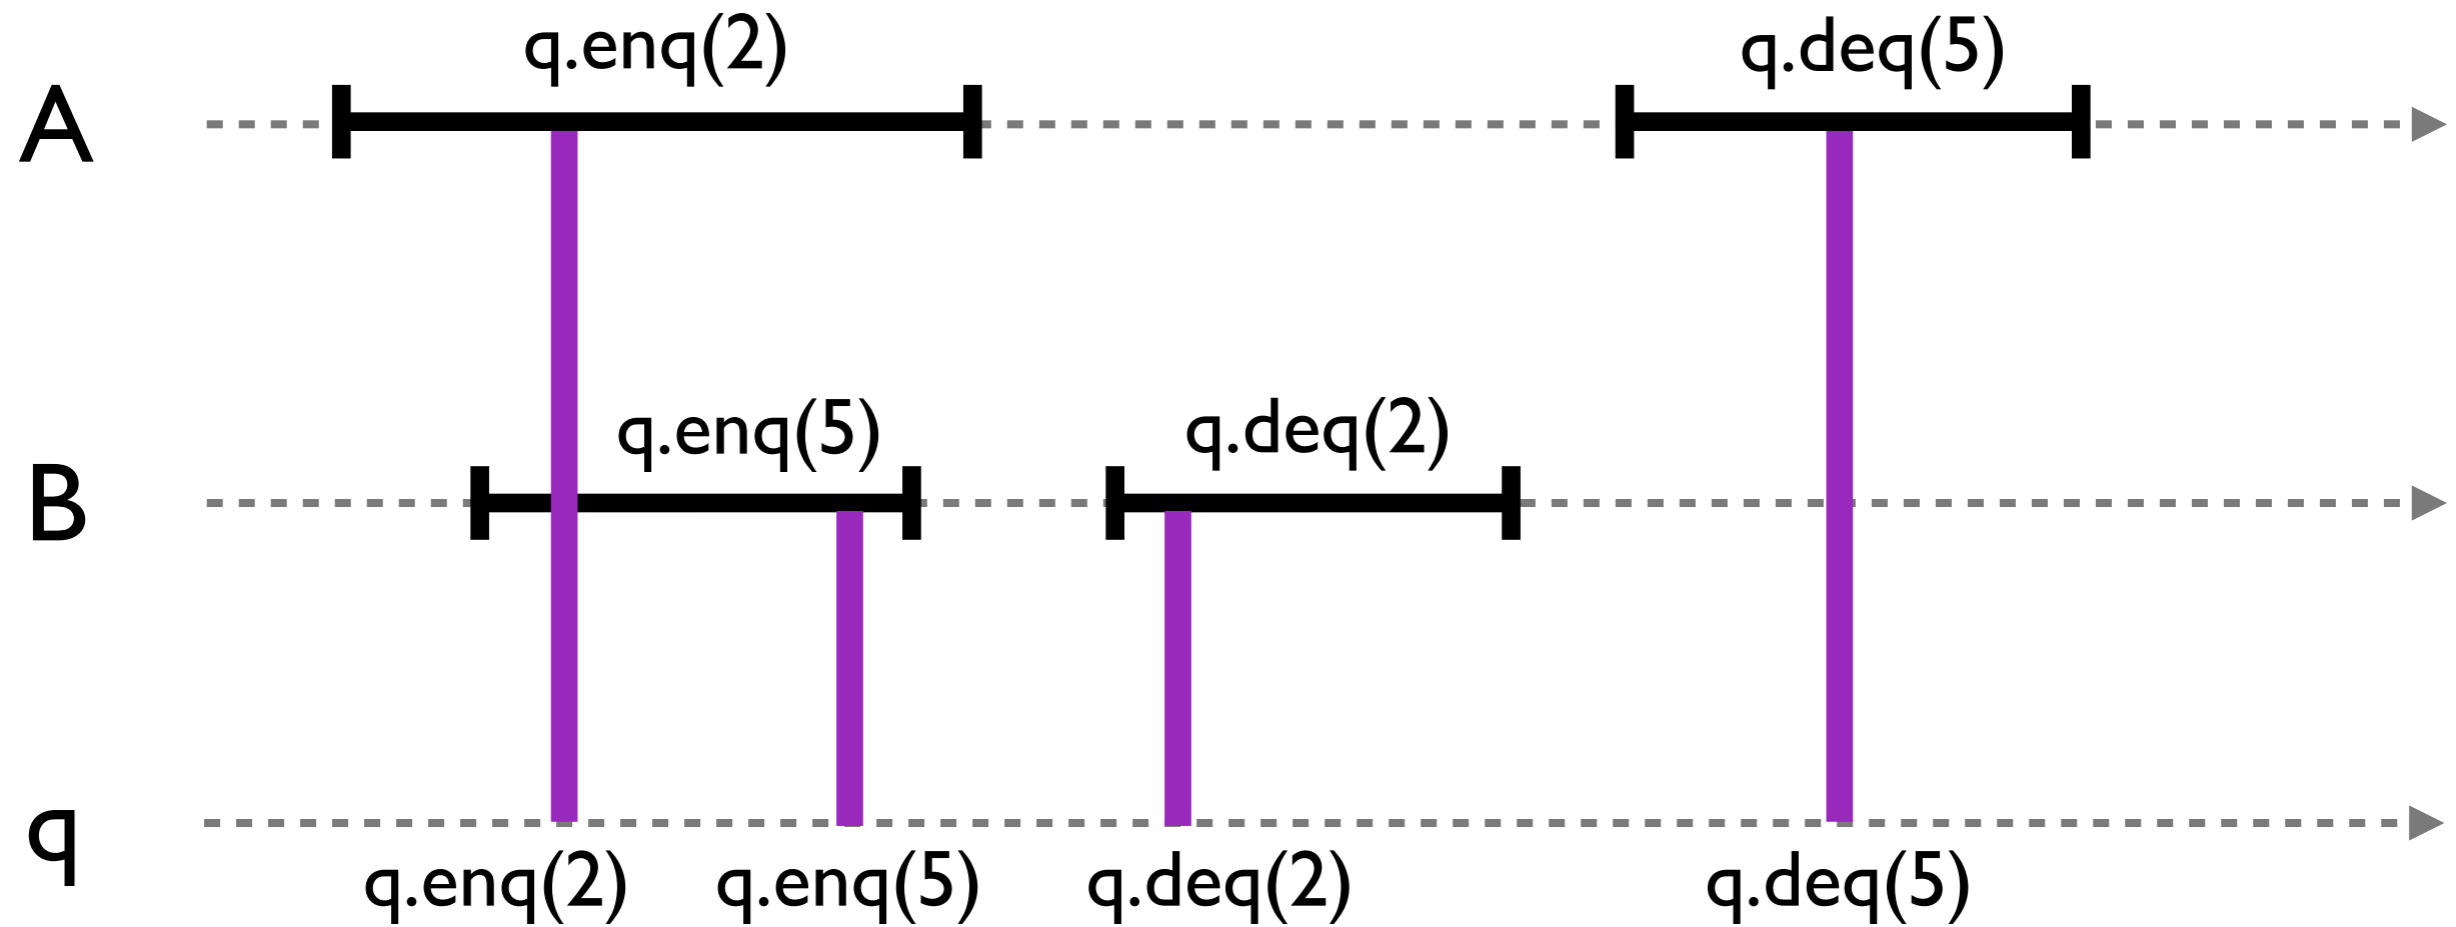 q.enq(2) q.deq(5)
A
q.enq(5) q.deq(2)
B
q
q.enq(2) q.enq(5) q.deq(2) q.deq(5)